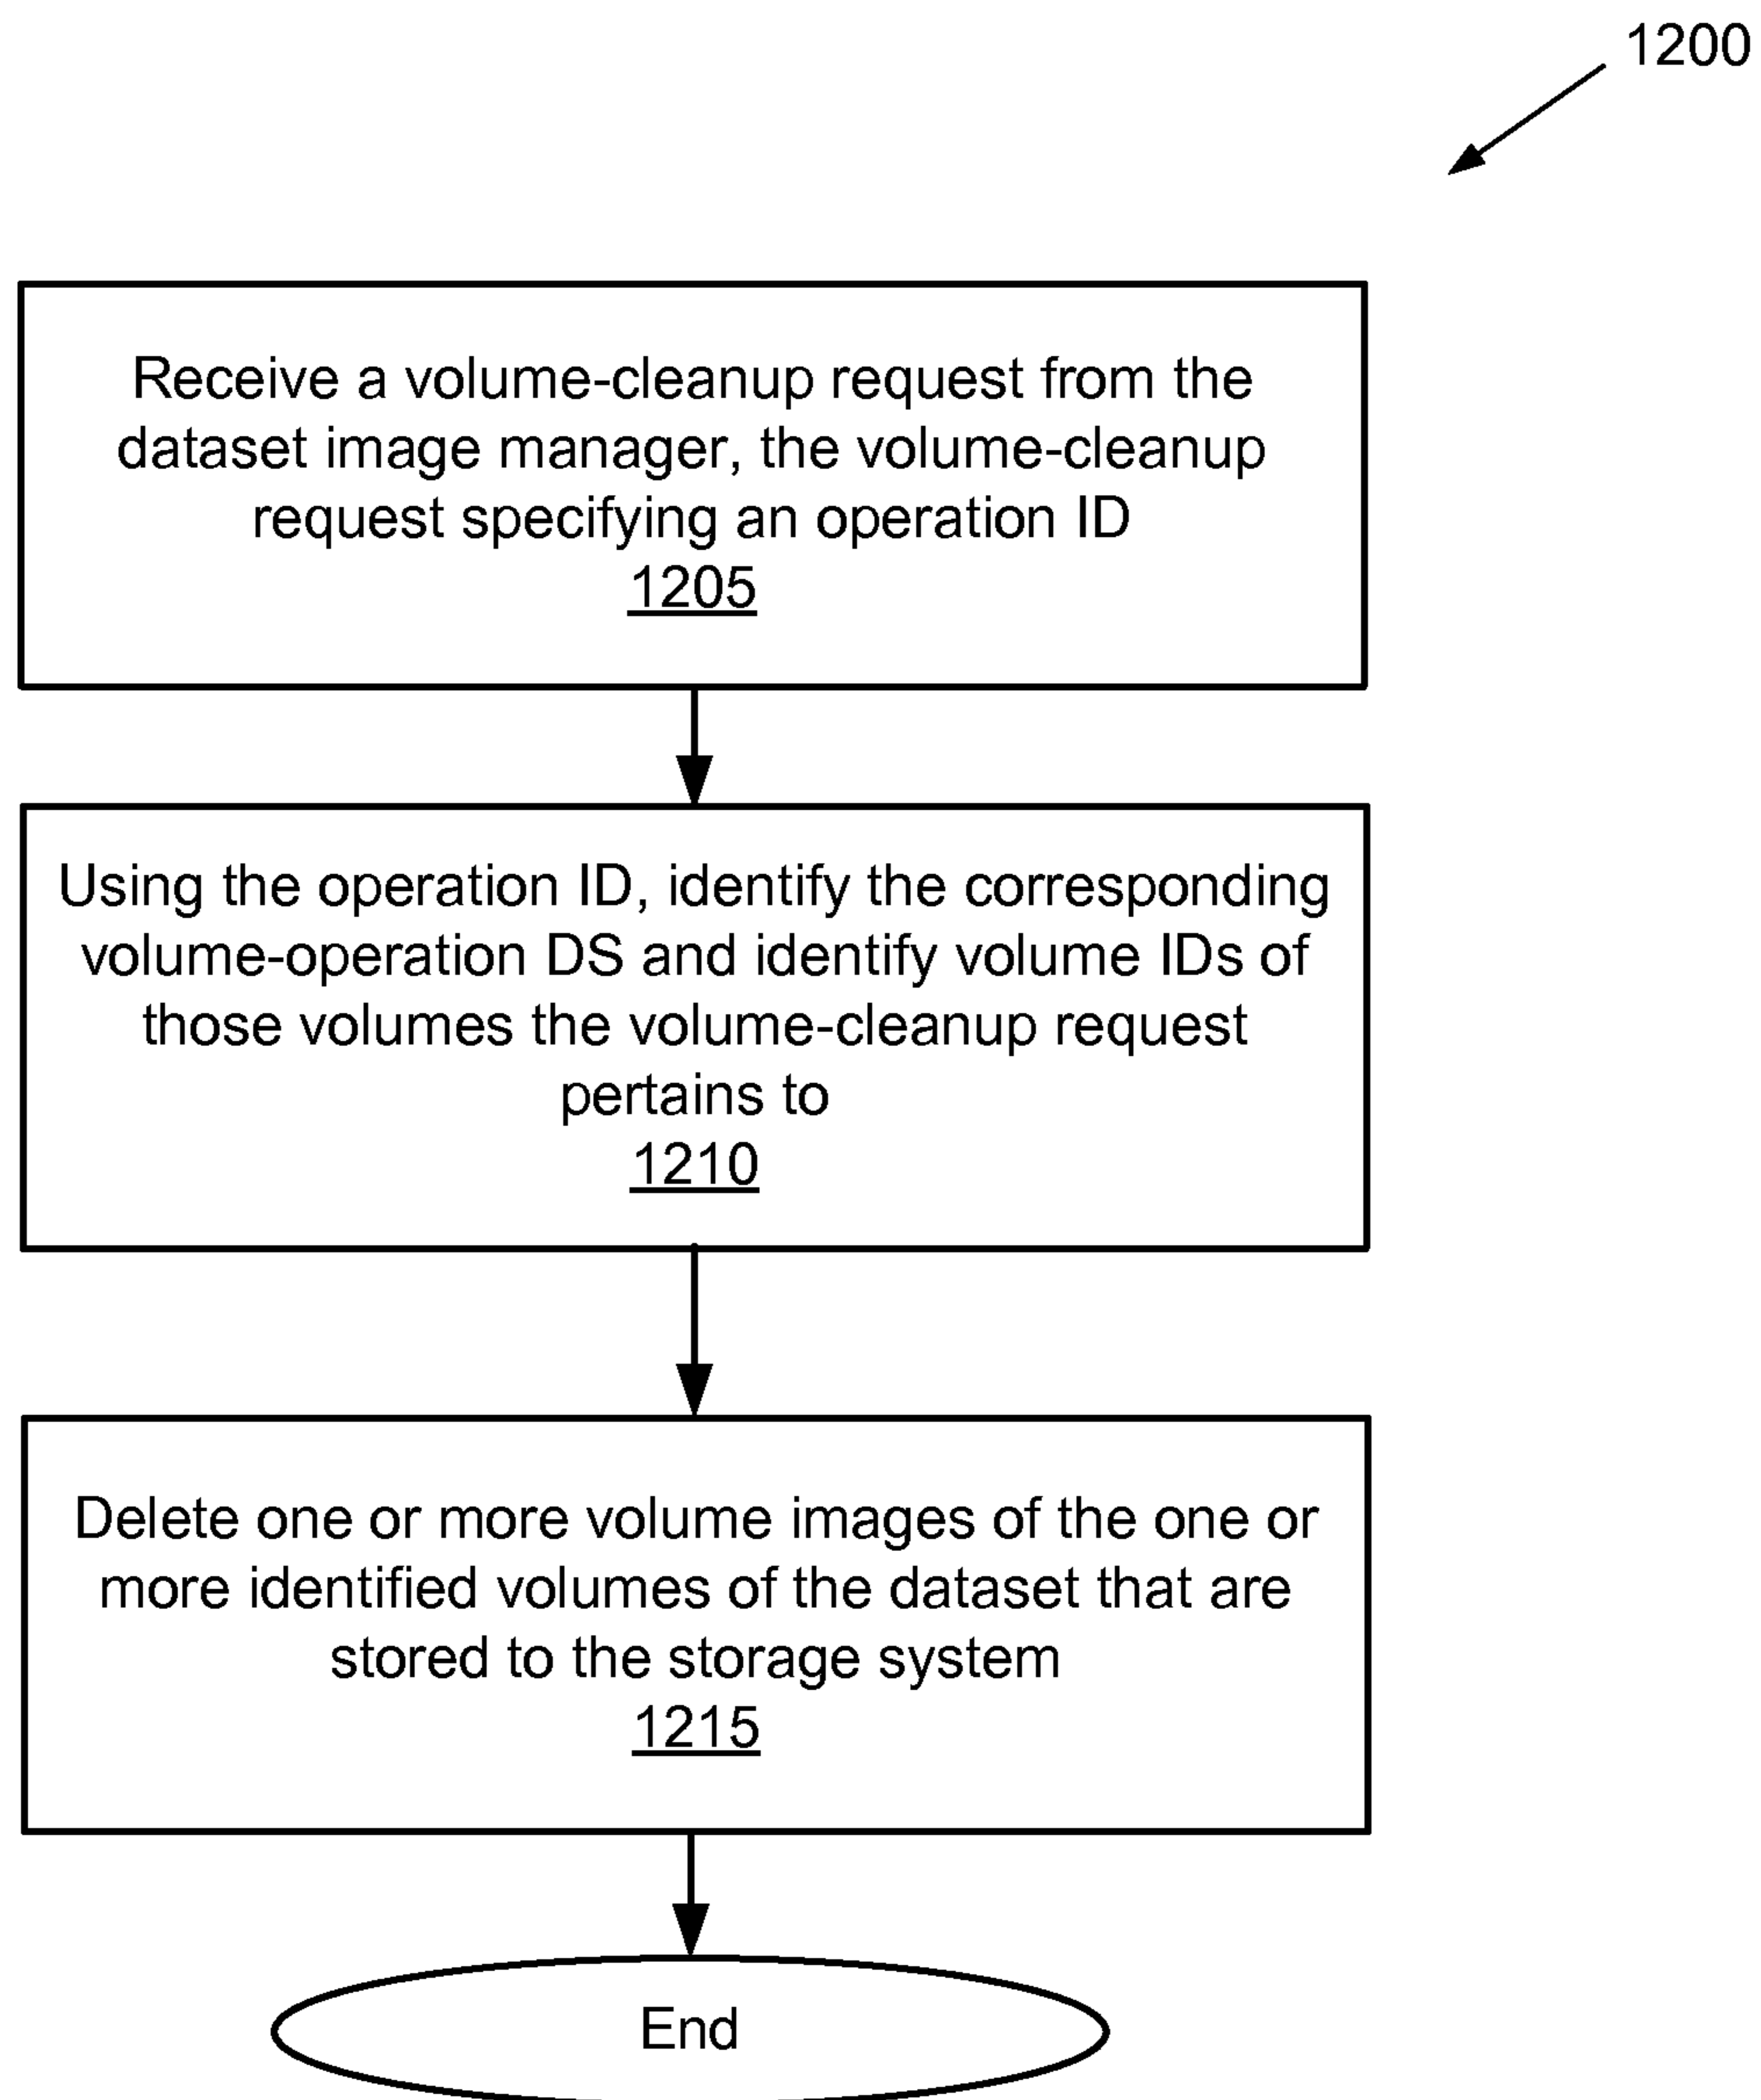 1200
Receive a volume-cleanup request from the
dataset image manager, the volume-cleanup
request specifying an operation ID
1205
Using the operation ID, identify the corresponding
volume-operation DS and identify volume IDs of
those volumes the volume-cleanup request
pertains to
1210
Delete one or more volume images of the one or
more identified volumes of the dataset that are
stored to the storage system
1215
End